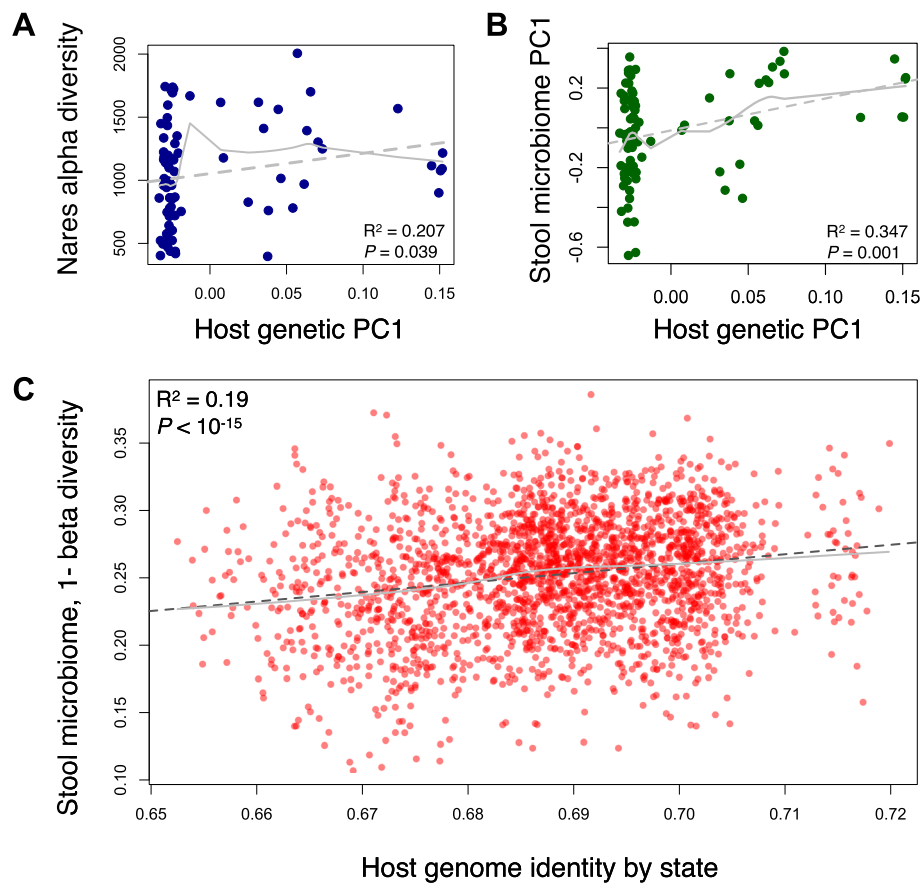 A
Nares alpha diversity
2000
1500
1000
500
R² = 0.207
P = 0.039
0.00 0.05 0.10 0.15
Host genetic PC1
B
Stool microbiome PC1
0.2
-0.2
-0.6
R² = 0.347
P = 0.001
0.00 0.05 0.10 0.15
Host genetic PC1
C
Stool microbiome, 1- beta diversity
R² = 0.19
P < 10⁻¹⁵
0.35
0.30
0.25
0.20
0.15
0.10
0.65 0.66 0.67 0.68 0.69 0.70 0.71 0.72
Host genome identity by state